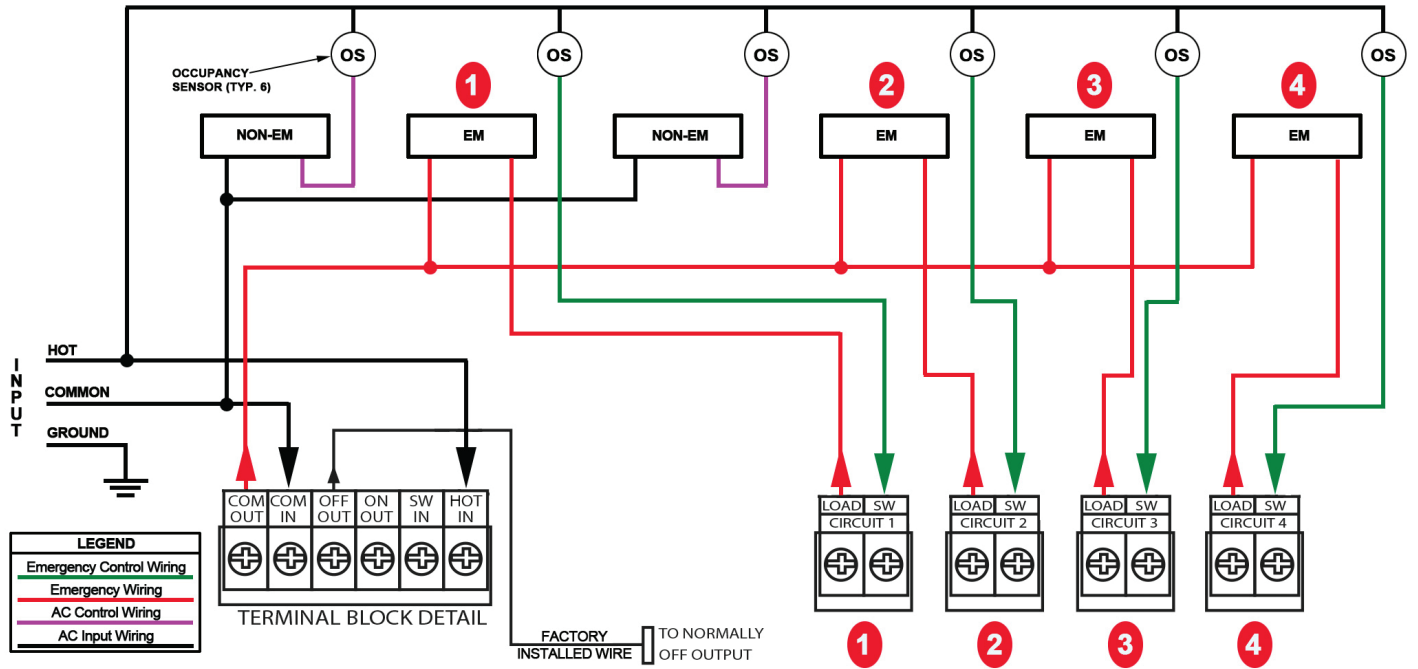 OS
OS
OS
OS
OS
OS
OCCUPANCY
SENSOR (TYP. 6)
1
2
3
4
NON-EM
EM
NON-EM
EM
EM
EM
INPUT
HOT
COMMON
GROUND
COM OUT
COM IN
OFF OUT
ON OUT
SW IN
HOT IN
TERMINAL BLOCK DETAIL
LOAD SW
CIRCUIT 1
LOAD SW
CIRCUIT 2
LOAD SW
CIRCUIT 3
LOAD SW
CIRCUIT 4
LEGEND
Emergency Control Wiring
Emergency Wiring
AC Control Wiring
AC Input Wiring
FACTORY
INSTALLED WIRE
TO NORMALLY
OFF OUTPUT
1
2
3
4